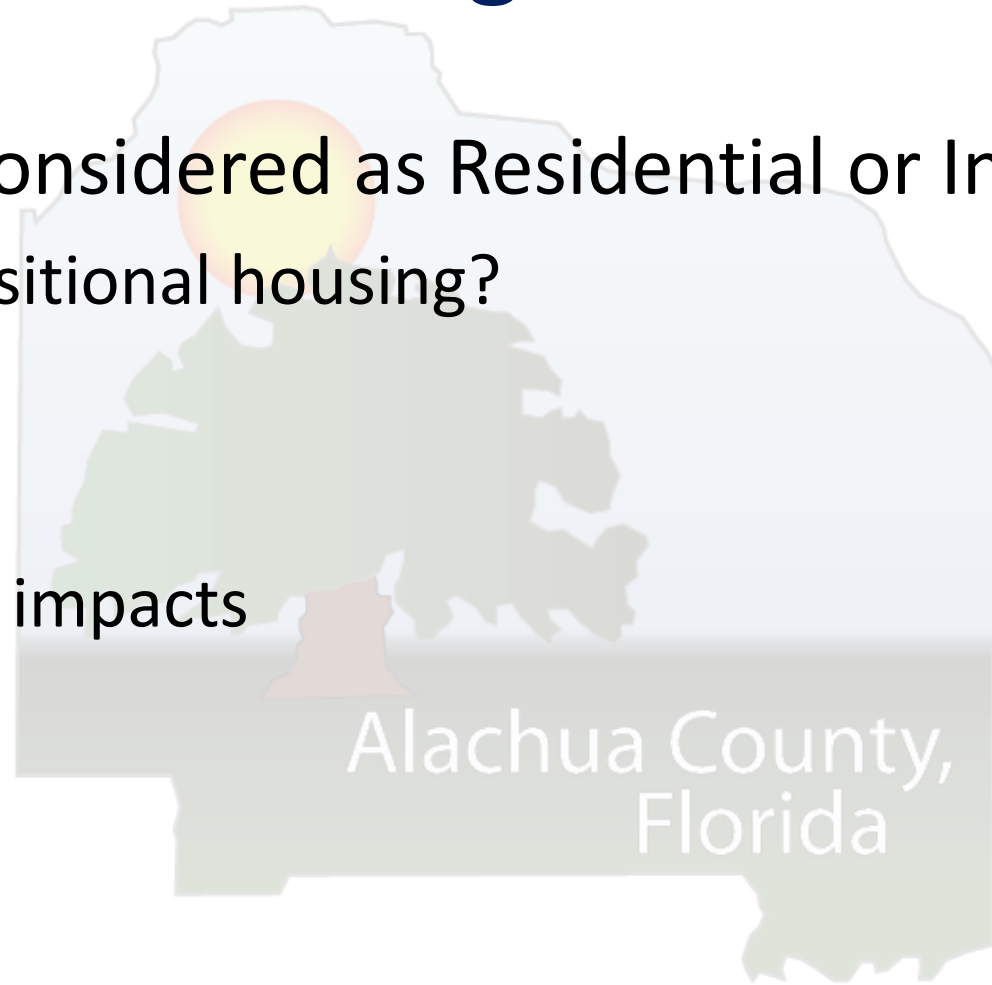 onsidered as Residential or In
sitional housing?
impacts
Alachua County,
Florida